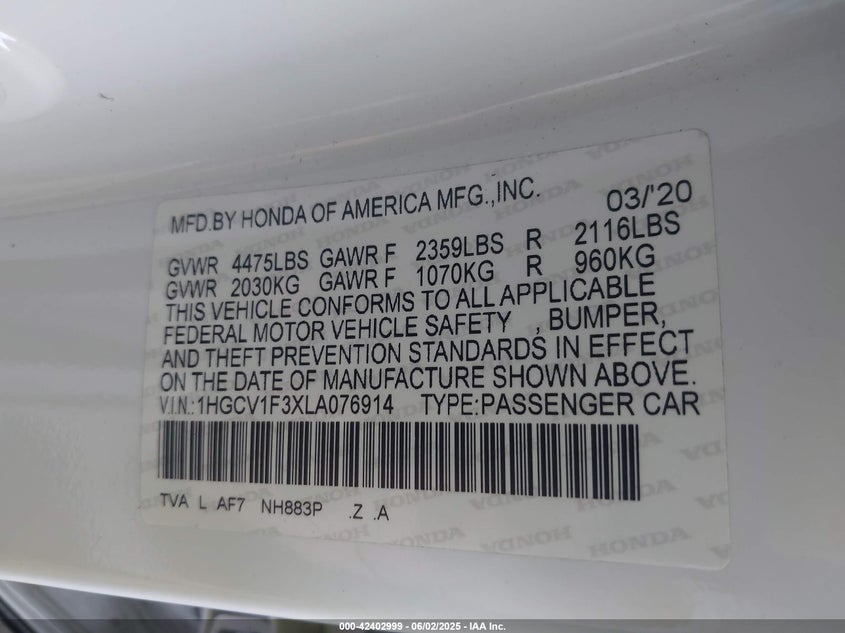 MFD.BY HONDA OF AMERICA MFG.,INC. 03/'20
GVWR 4475LBS GAWR F 2359LBS R 2116LBS
GVWR 2030KG GAWR F 1070KG R 960KG
THIS VEHICLE CONFORMS TO ALL APPLICABLE
FEDERAL MOTOR VEHICLE SAFETY , BUMPER,
AND THEFT PREVENTION STANDARDS IN EFFECT
ON THE DATE OF MANUFACTURE SHOWN ABOVE.
V.I.N.:1HGCV1F3XLA076914 TYPE:PASSENGER CAR
TVA L AF7 NH883P .Z .A
000-42402999 - 06/02/2025 - IAA Inc.